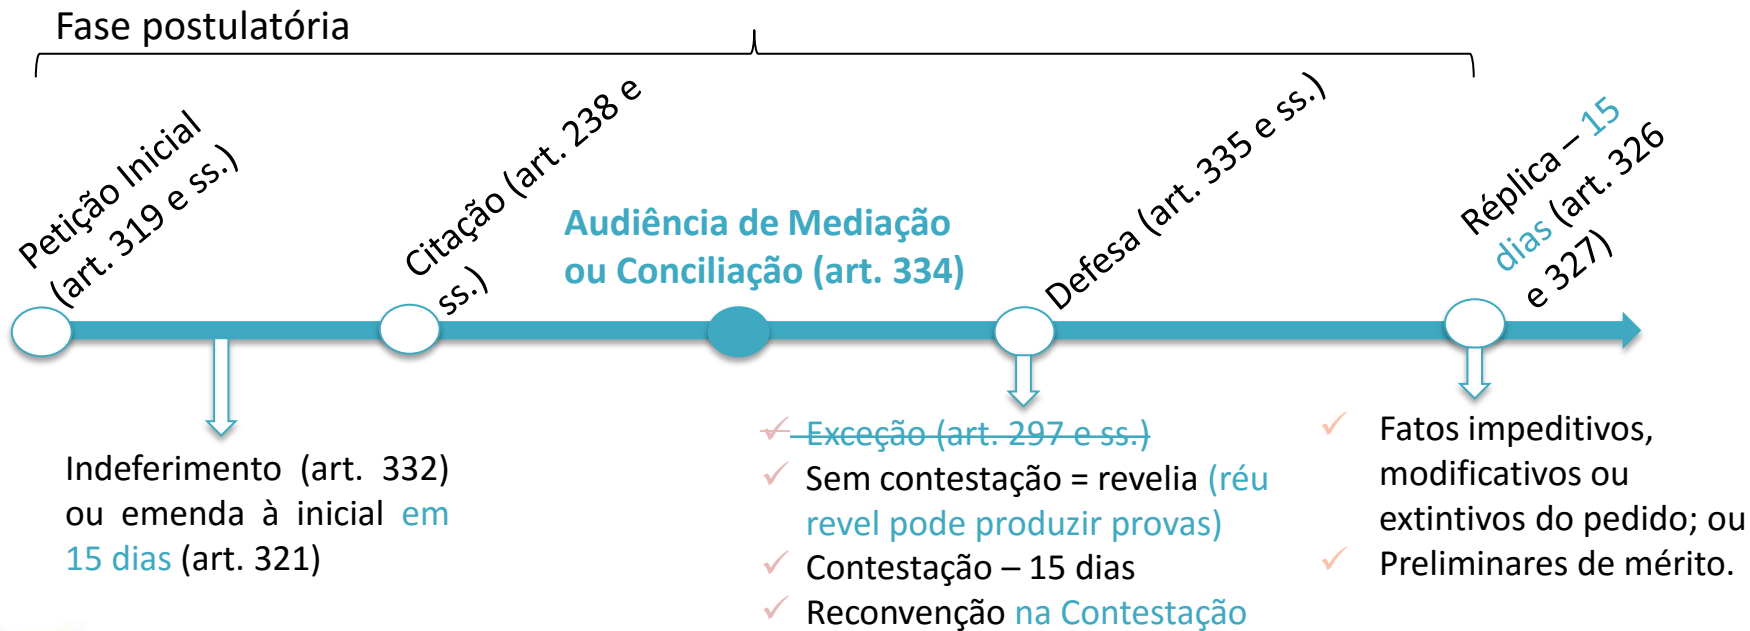 Fase postulatória
Petição Inicial
(art. 319 e ss.)
Citação (art. 238 e
ss.)
Audiência de Mediação
ou Conciliação (art. 334)
Defesa (art. 335 e ss.)
Réplica – 15
dias (art. 326
e 327)
Indeferimento (art. 332)
ou emenda à inicial em
15 dias (art. 321)
Exceção (art. 297 e ss.)
Sem contestação = revelia (réu
revel pode produzir provas)
Contestação – 15 dias
Reconvenção na Contestação
Fatos impeditivos,
modificativos ou
extintivos do pedido; ou
Preliminares de mérito.